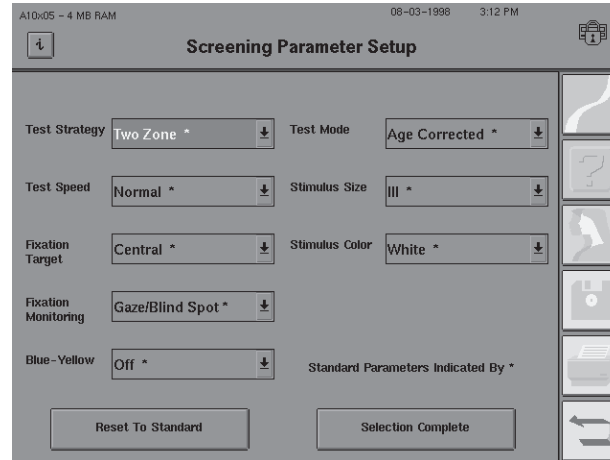 A10x05 - 4 MB RAM 08-03-1998 3:12 PM
i
Screening Parameter Setup
Test Strategy Two Zone * Test Mode Age Corrected *
Test Speed Normal * Stimulus Size III *
Fixation Target Central * Stimulus Color White *
Fixation Monitoring Gaze/Blind Spot *
Blue-Yellow Off * Standard Parameters Indicated By *
Reset To Standard Selection Complete